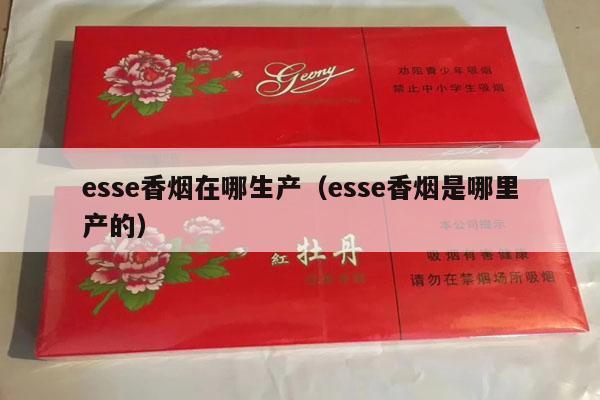 Geony
劝阻青少年吸烟
禁止中小学生吸烟
esse香烟在哪生产（esse香烟是哪里
产的）
本公司提示
紅 牡丹
吸烟有害健康
请勿在禁烟场所吸烟